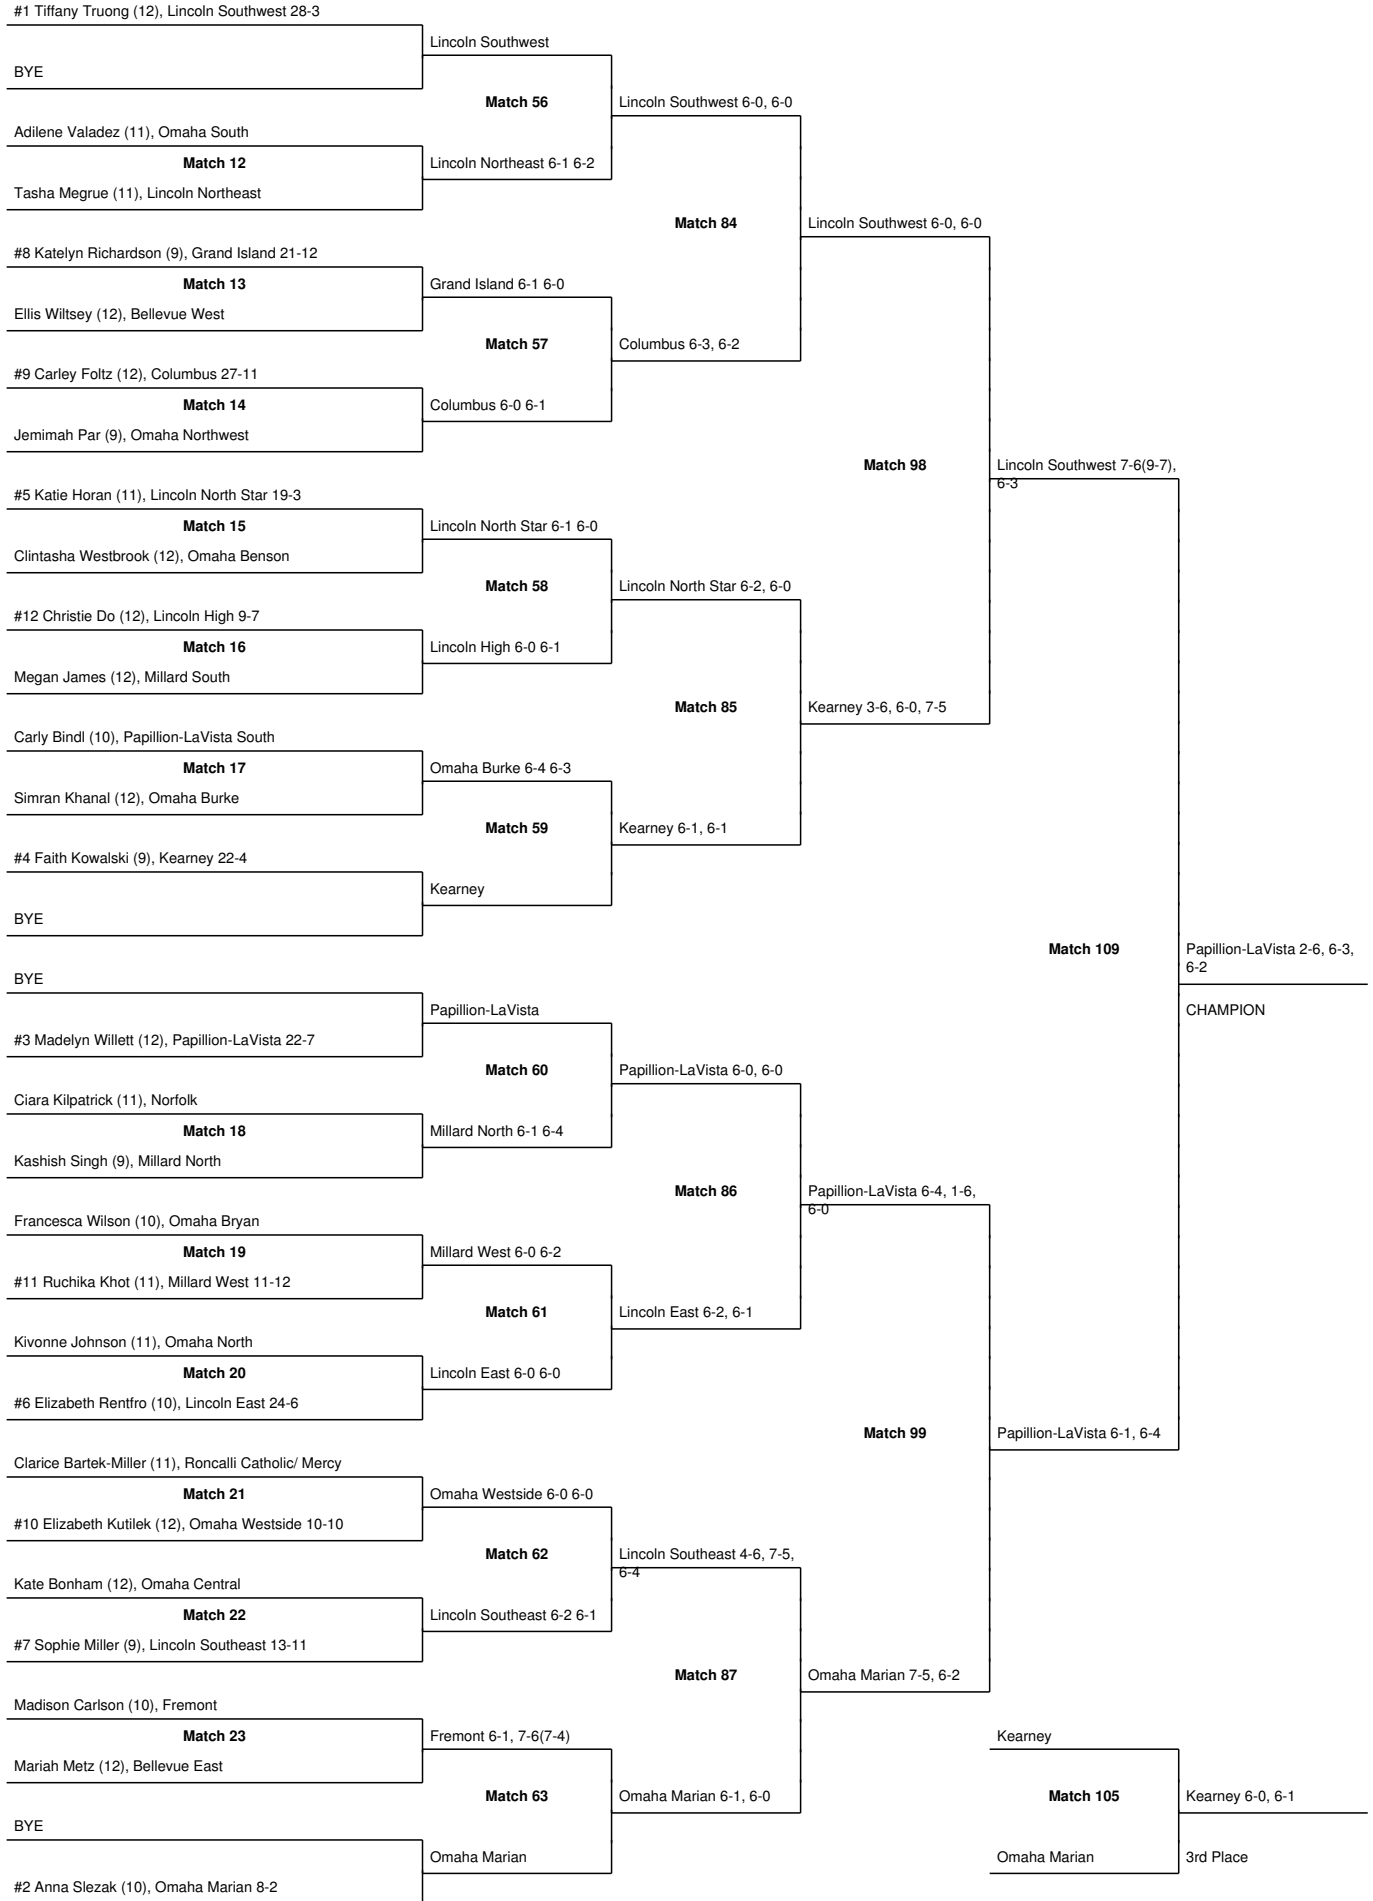 #1 Tiffany Truong (12), Lincoln Southwest 28-3
Lincoln Southwest
BYE
Match 56
Lincoln Southwest 6-0, 6-0
Adilene Valadez (11), Omaha South
Match 12
Lincoln Northeast 6-1 6-2
Tasha Megrue (11), Lincoln Northeast
Match 84
Lincoln Southwest 6-0, 6-0
#8 Katelyn Richardson (9), Grand Island 21-12
Match 13
Grand Island 6-1 6-0
Ellis Wiltsey (12), Bellevue West
Match 57
Columbus 6-3, 6-2
#9 Carley Foltz (12), Columbus 27-11
Match 14
Columbus 6-0 6-1
Jemimah Par (9), Omaha Northwest
Match 98
Lincoln Southwest 7-6(9-7),
6-3
#5 Katie Horan (11), Lincoln North Star 19-3
Match 15
Lincoln North Star 6-1 6-0
Clintasha Westbrook (12), Omaha Benson
Match 58
Lincoln North Star 6-2, 6-0
#12 Christie Do (12), Lincoln High 9-7
Match 16
Lincoln High 6-0 6-1
Megan James (12), Millard South
Match 85
Kearney 3-6, 6-0, 7-5
Carly Bindl (10), Papillion-LaVista South
Match 17
Omaha Burke 6-4 6-3
Simran Khanal (12), Omaha Burke
Match 59
Kearney 6-1, 6-1
#4 Faith Kowalski (9), Kearney 22-4
Kearney
BYE
Match 109
Papillion-LaVista 2-6, 6-3,
6-2
CHAMPION
BYE
Papillion-LaVista
#3 Madelyn Willett (12), Papillion-LaVista 22-7
Match 60
Papillion-LaVista 6-0, 6-0
Ciara Kilpatrick (11), Norfolk
Match 18
Millard North 6-1 6-4
Kashish Singh (9), Millard North
Match 86
Papillion-LaVista 6-4, 1-6,
6-0
Francesca Wilson (10), Omaha Bryan
Match 19
Millard West 6-0 6-2
#11 Ruchika Khot (11), Millard West 11-12
Match 61
Lincoln East 6-2, 6-1
Kivonne Johnson (11), Omaha North
Match 20
Lincoln East 6-0 6-0
#6 Elizabeth Rentfro (10), Lincoln East 24-6
Match 99
Papillion-LaVista 6-1, 6-4
Clarice Bartek-Miller (11), Roncalli Catholic/ Mercy
Match 21
Omaha Westside 6-0 6-0
#10 Elizabeth Kutilek (12), Omaha Westside 10-10
Match 62
Lincoln Southeast 4-6, 7-5,
6-4
Kate Bonham (12), Omaha Central
Match 22
Lincoln Southeast 6-2 6-1
#7 Sophie Miller (9), Lincoln Southeast 13-11
Match 87
Omaha Marian 7-5, 6-2
Madison Carlson (10), Fremont
Match 23
Fremont 6-1, 7-6(7-4)
Mariah Metz (12), Bellevue East
Match 63
Omaha Marian 6-1, 6-0
BYE
Omaha Marian
#2 Anna Slezak (10), Omaha Marian 8-2
Kearney
Match 105
Kearney 6-0, 6-1
Omaha Marian
3rd Place